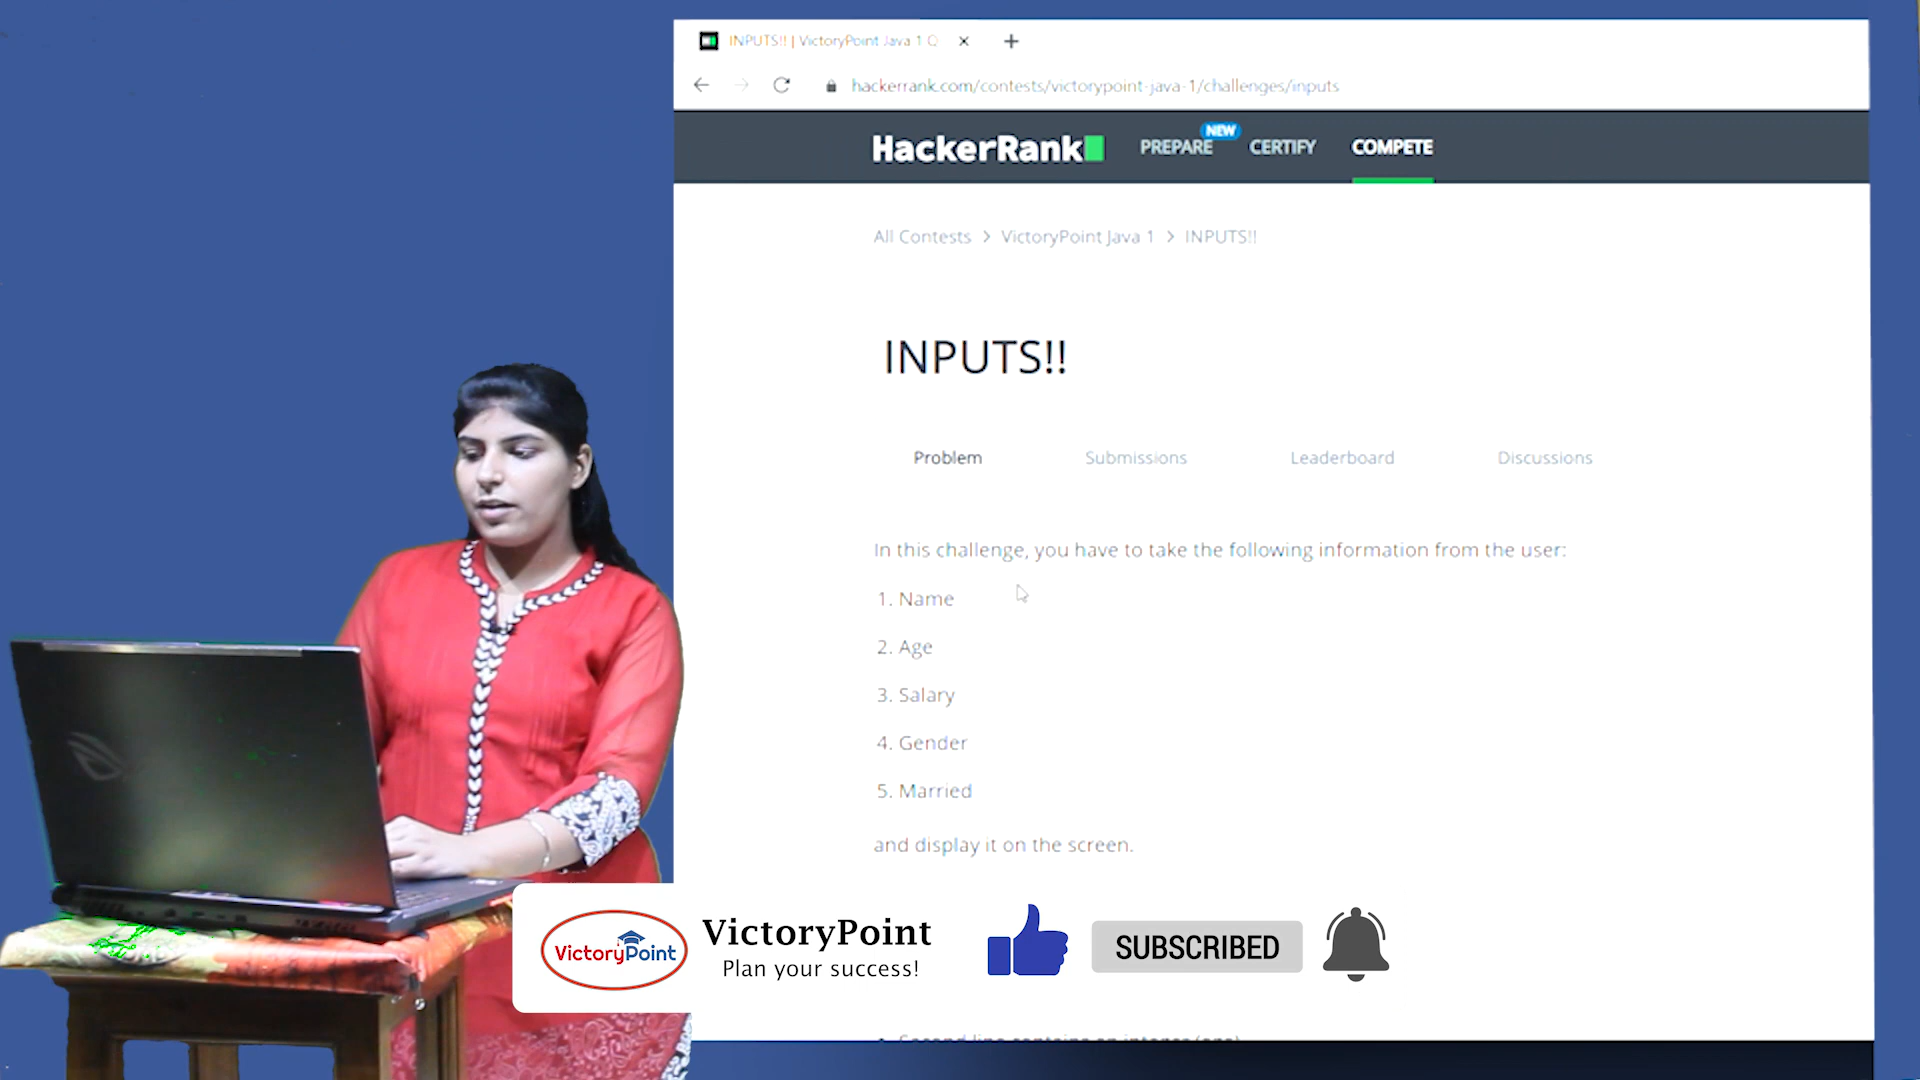 INPUTS!! | VictoryPoint Java 1 Q
hackerrank.com/contests/victorypoint-java-1/challenges/inputs
HackerRank
PREPARE
NEW
CERTIFY
COMPETE
All Contests > VictoryPoint Java 1 > INPUTS!!
INPUTS!!
Problem
Submissions
Leaderboard
Discussions
In this challenge, you have to take the following information from the user:
1. Name
2. Age
3. Salary
4. Gender
5. Married
and display it on the screen.
VictoryPoint
VictoryPoint
Plan your success!
SUBSCRIBED